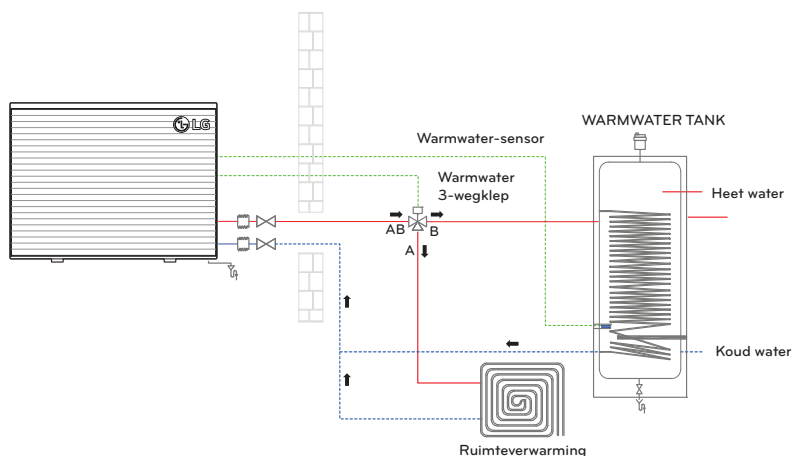 LG
WARMWATER TANK
Warmwater-sensor
Warmwater
3-wegklep
Heet water
AB
B
A
Koud water
Ruimteverwarming